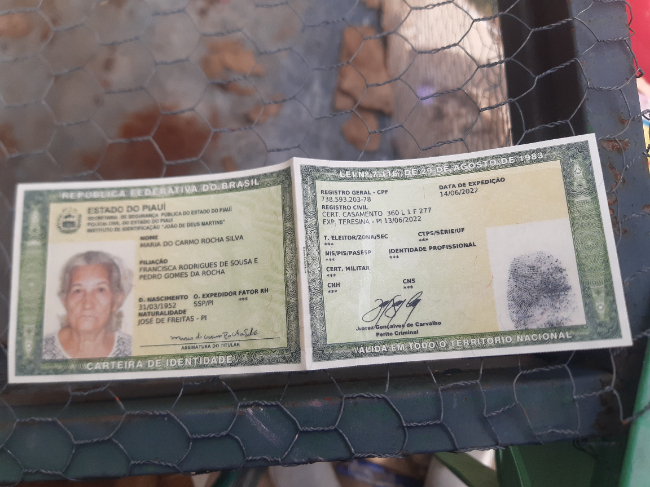 REPÚBLICA FEDERATIVA DO BRASIL
ESTADO DO PIAUÍ
SECRETARIA DE SEGURANÇA PÚBLICA DO ESTADO DO PIAUÍ
POLÍCIA CIVIL DO ESTADO DO PIAUÍ
INSTITUTO DE IDENTIFICAÇÃO "JOÃO DE DEUS MARTINS"
NOME
MARIA DO CARMO ROCHA SILVA
FILIAÇÃO
FRANCISCA RODRIGUES DE SOUSA E
PEDRO GOMES DA ROCHA
D. NASCIMENTO O. EXPEDIDOR FATOR RH
31/03/1952 SSP/PI ***
NATURALIDADE
JOSÉ DE FREITAS - PI
ASSINATURA DO TITULAR
CARTEIRA DE IDENTIDADE
LEI Nº 7.116, DE 29 DE AGOSTO DE 1983
REGISTRO GERAL - CPF DATA DE EXPEDIÇÃO
738.593.203-78 14/06/2022
REGISTRO CIVIL
CERT. CASAMENTO 360 L 1 F 277
EXP. TERESINA - PI 13/06/2022
T. ELEITOR/ZONA/SEC CTPS/SÉRIE/UF
*** ***
NIS/PIS/PASEP IDENTIDADE PROFISSIONAL
*** ***
CERT. MILITAR
***
CNH CNS
*** ***
Juarez Gonçalves de Carvalho
Perito Criminal
VÁLIDA EM TODO O TERRITÓRIO NACIONAL